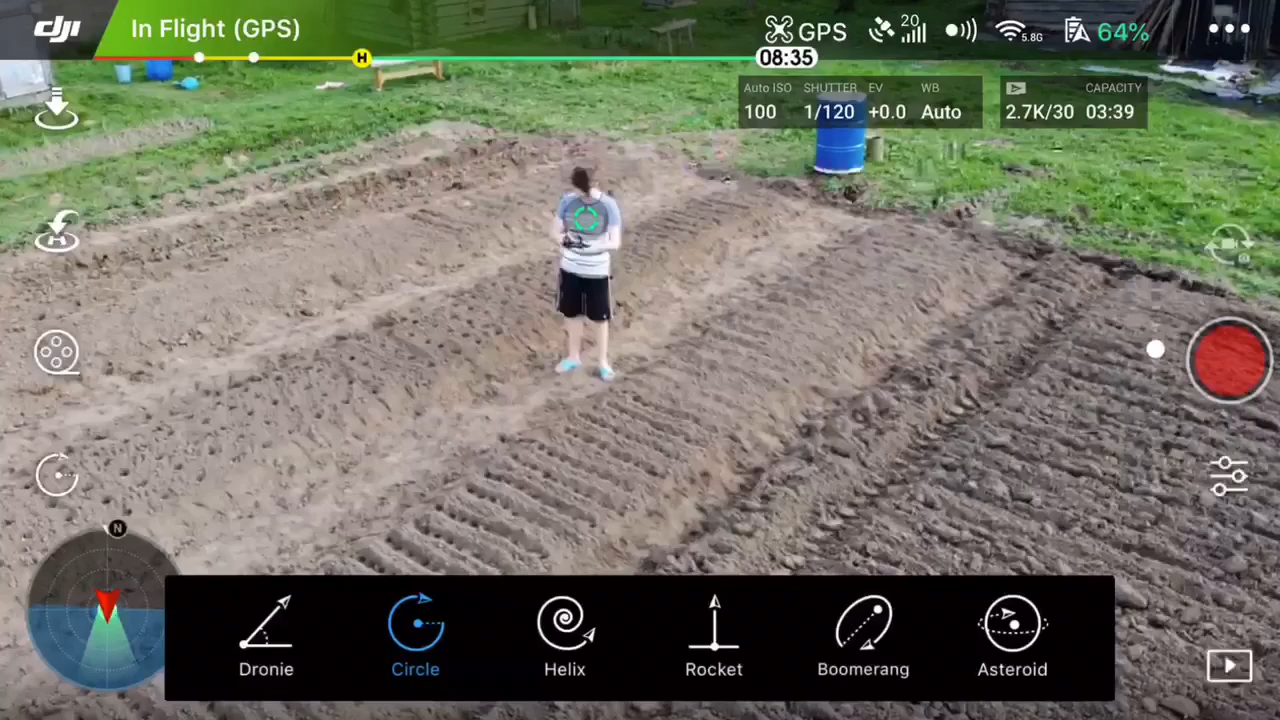 dji In Flight (GPS) GPS 20 5.8G 64%
H 08:35
Auto ISO SHUTTER EV WB CAPACITY
100 1/120 +0.0 Auto 2.7K/30 03:39
N
Dronie Circle Helix Rocket Boomerang Asteroid